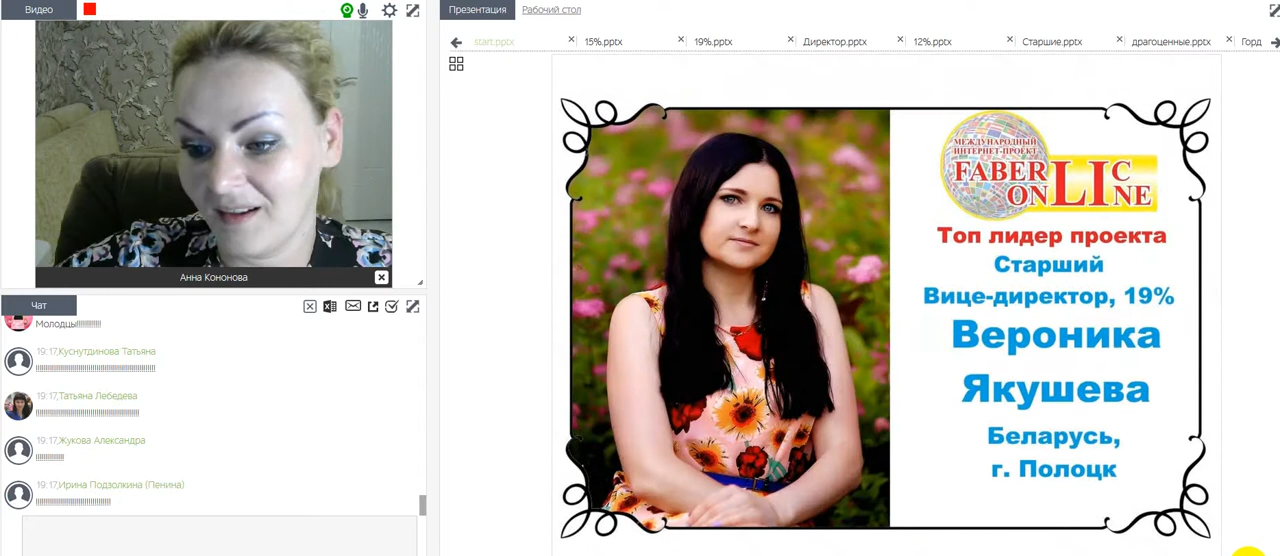 Видео
Анна Кононова
Чат
Молодцы!!!!!!!!!!!!
19:17,Куснутдинова Татьяна
19:17,Татьяна Лебедева
19:17,Жукова Александра
!!!!!!!!!!!!!
19:17,Ирина Подзолкина (Пенина)
Презентация Рабочий стол
start.pptx 15%.pptx 19%.pptx Директор.pptx 12%.pptx Старшие.pptx драгоценные.pptx Горд
МЕЖДУНАРОДНЫЙ
ИНТЕРНЕТ-ПРОЕКТ
FABERLIC
ONLINE
Топ лидер проекта
Старший
Вице-директор, 19%
Вероника
Якушева
Беларусь,
г. Полоцк